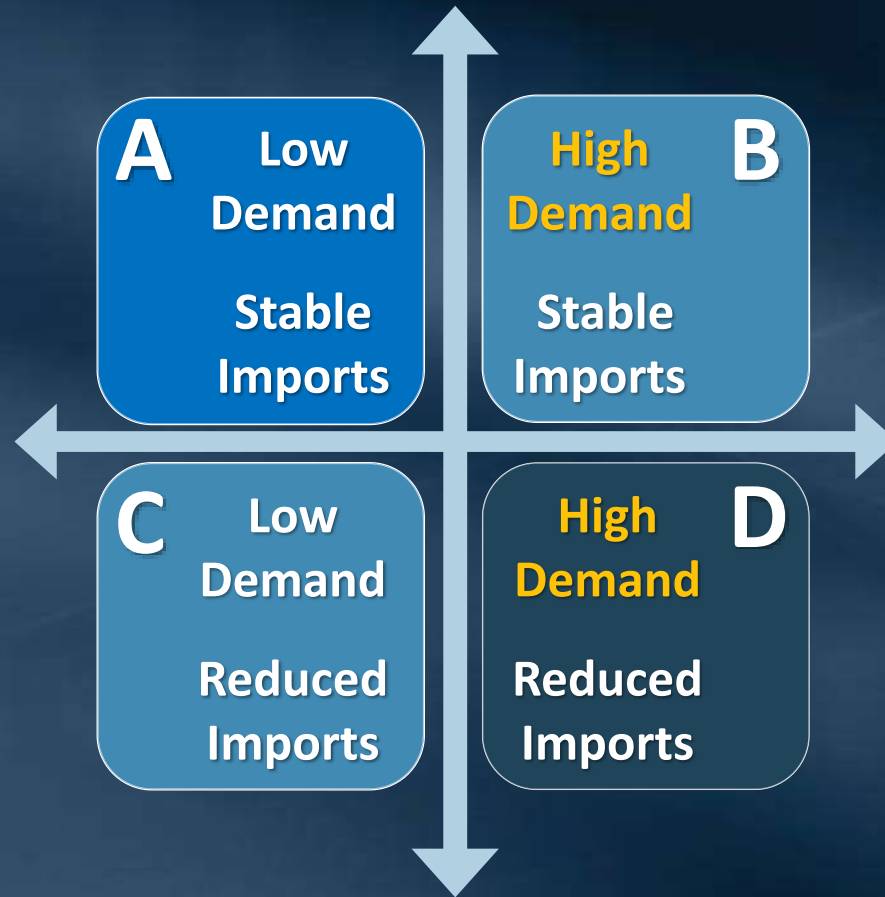 A
Low
Demand
Stable
Imports
B
High
Demand
Stable
Imports
C
Low
Demand
Reduced
Imports
D
High
Demand
Reduced
Imports